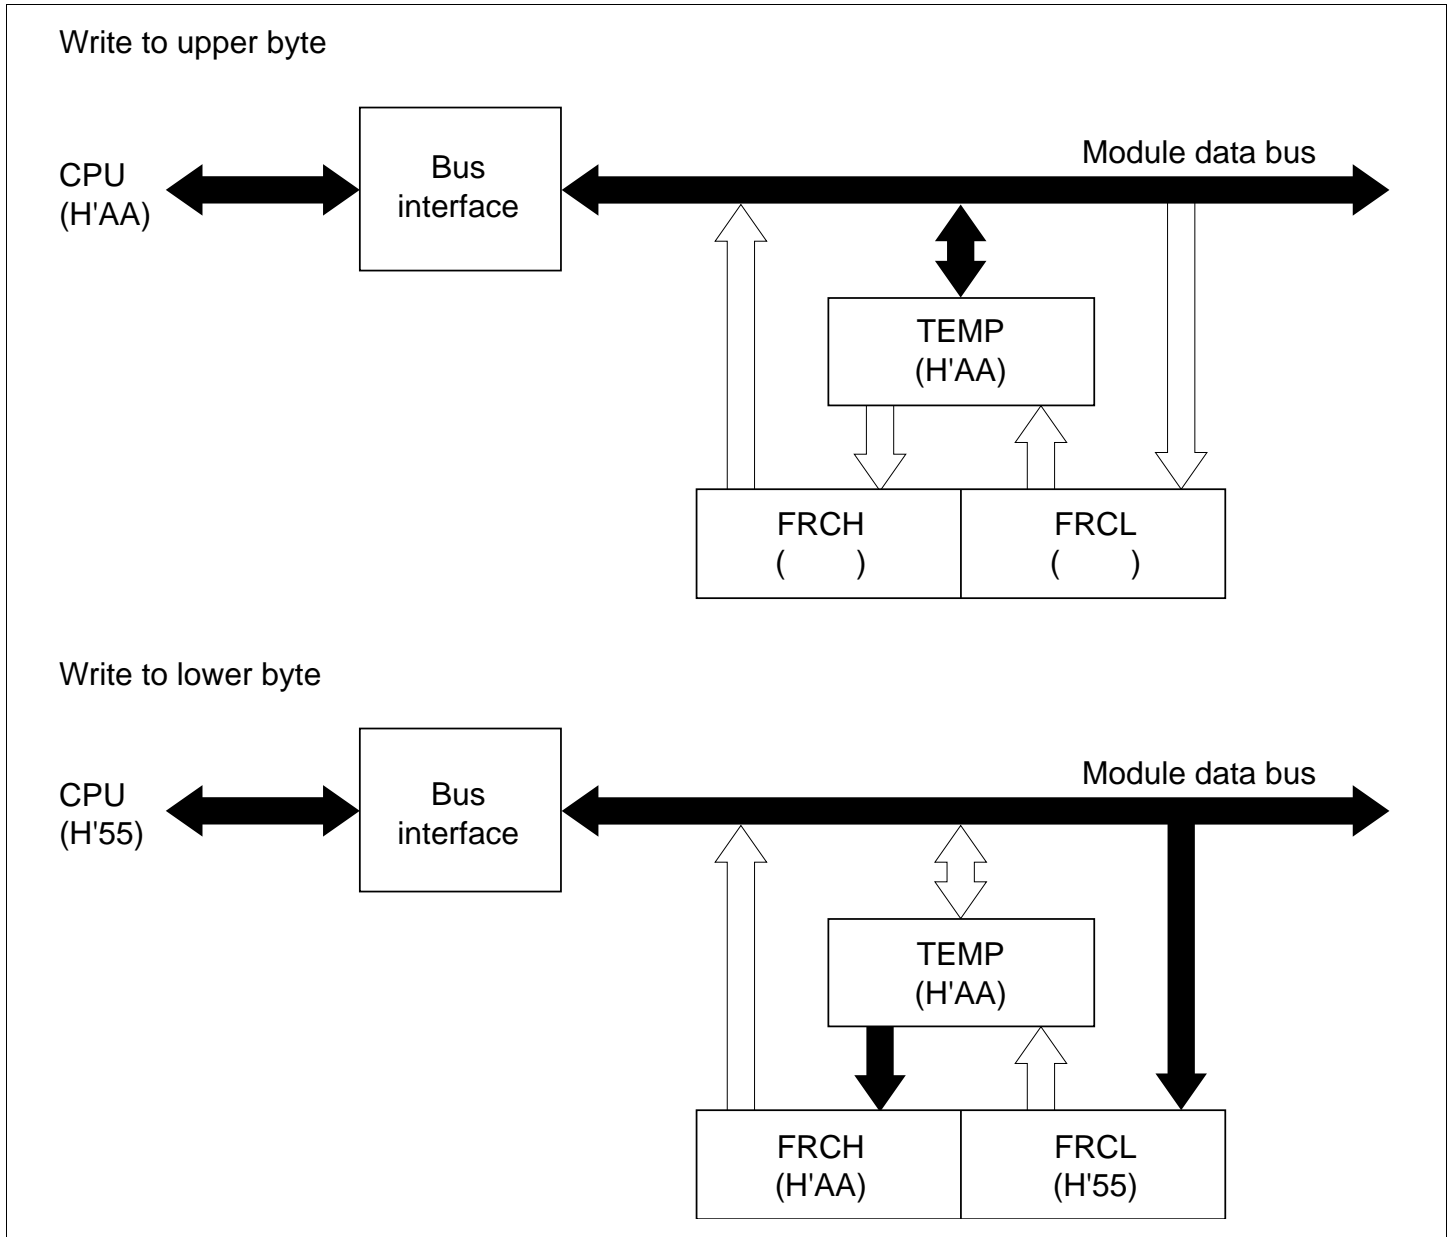 Write to upper byte
Module data bus
CPU
(H'AA)
Bus
interface
TEMP
(H'AA)
FRCH
( )
FRCL
( )
Write to lower byte
Module data bus
CPU
(H'55)
Bus
interface
TEMP
(H'AA)
FRCH
(H'AA)
FRCL
(H'55)